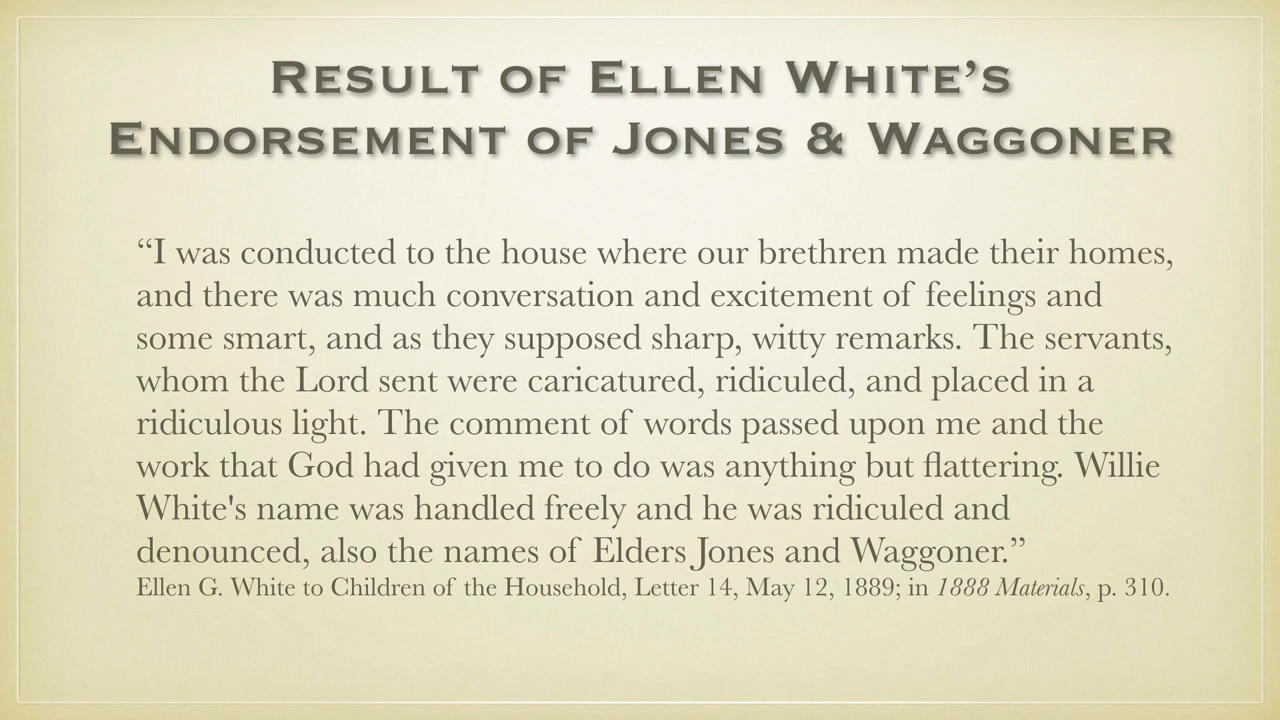 Result of Ellen White’s
Endorsement of Jones & Waggoner
“I was conducted to the house where our brethren made their homes,
and there was much conversation and excitement of feelings and
some smart, and as they supposed sharp, witty remarks. The servants,
whom the Lord sent were caricatured, ridiculed, and placed in a
ridiculous light. The comment of words passed upon me and the
work that God had given me to do was anything but flattering. Willie
White's name was handled freely and he was ridiculed and
denounced, also the names of Elders Jones and Waggoner.”
Ellen G. White to Children of the Household, Letter 14, May 12, 1889; in 1888 Materials, p. 310.